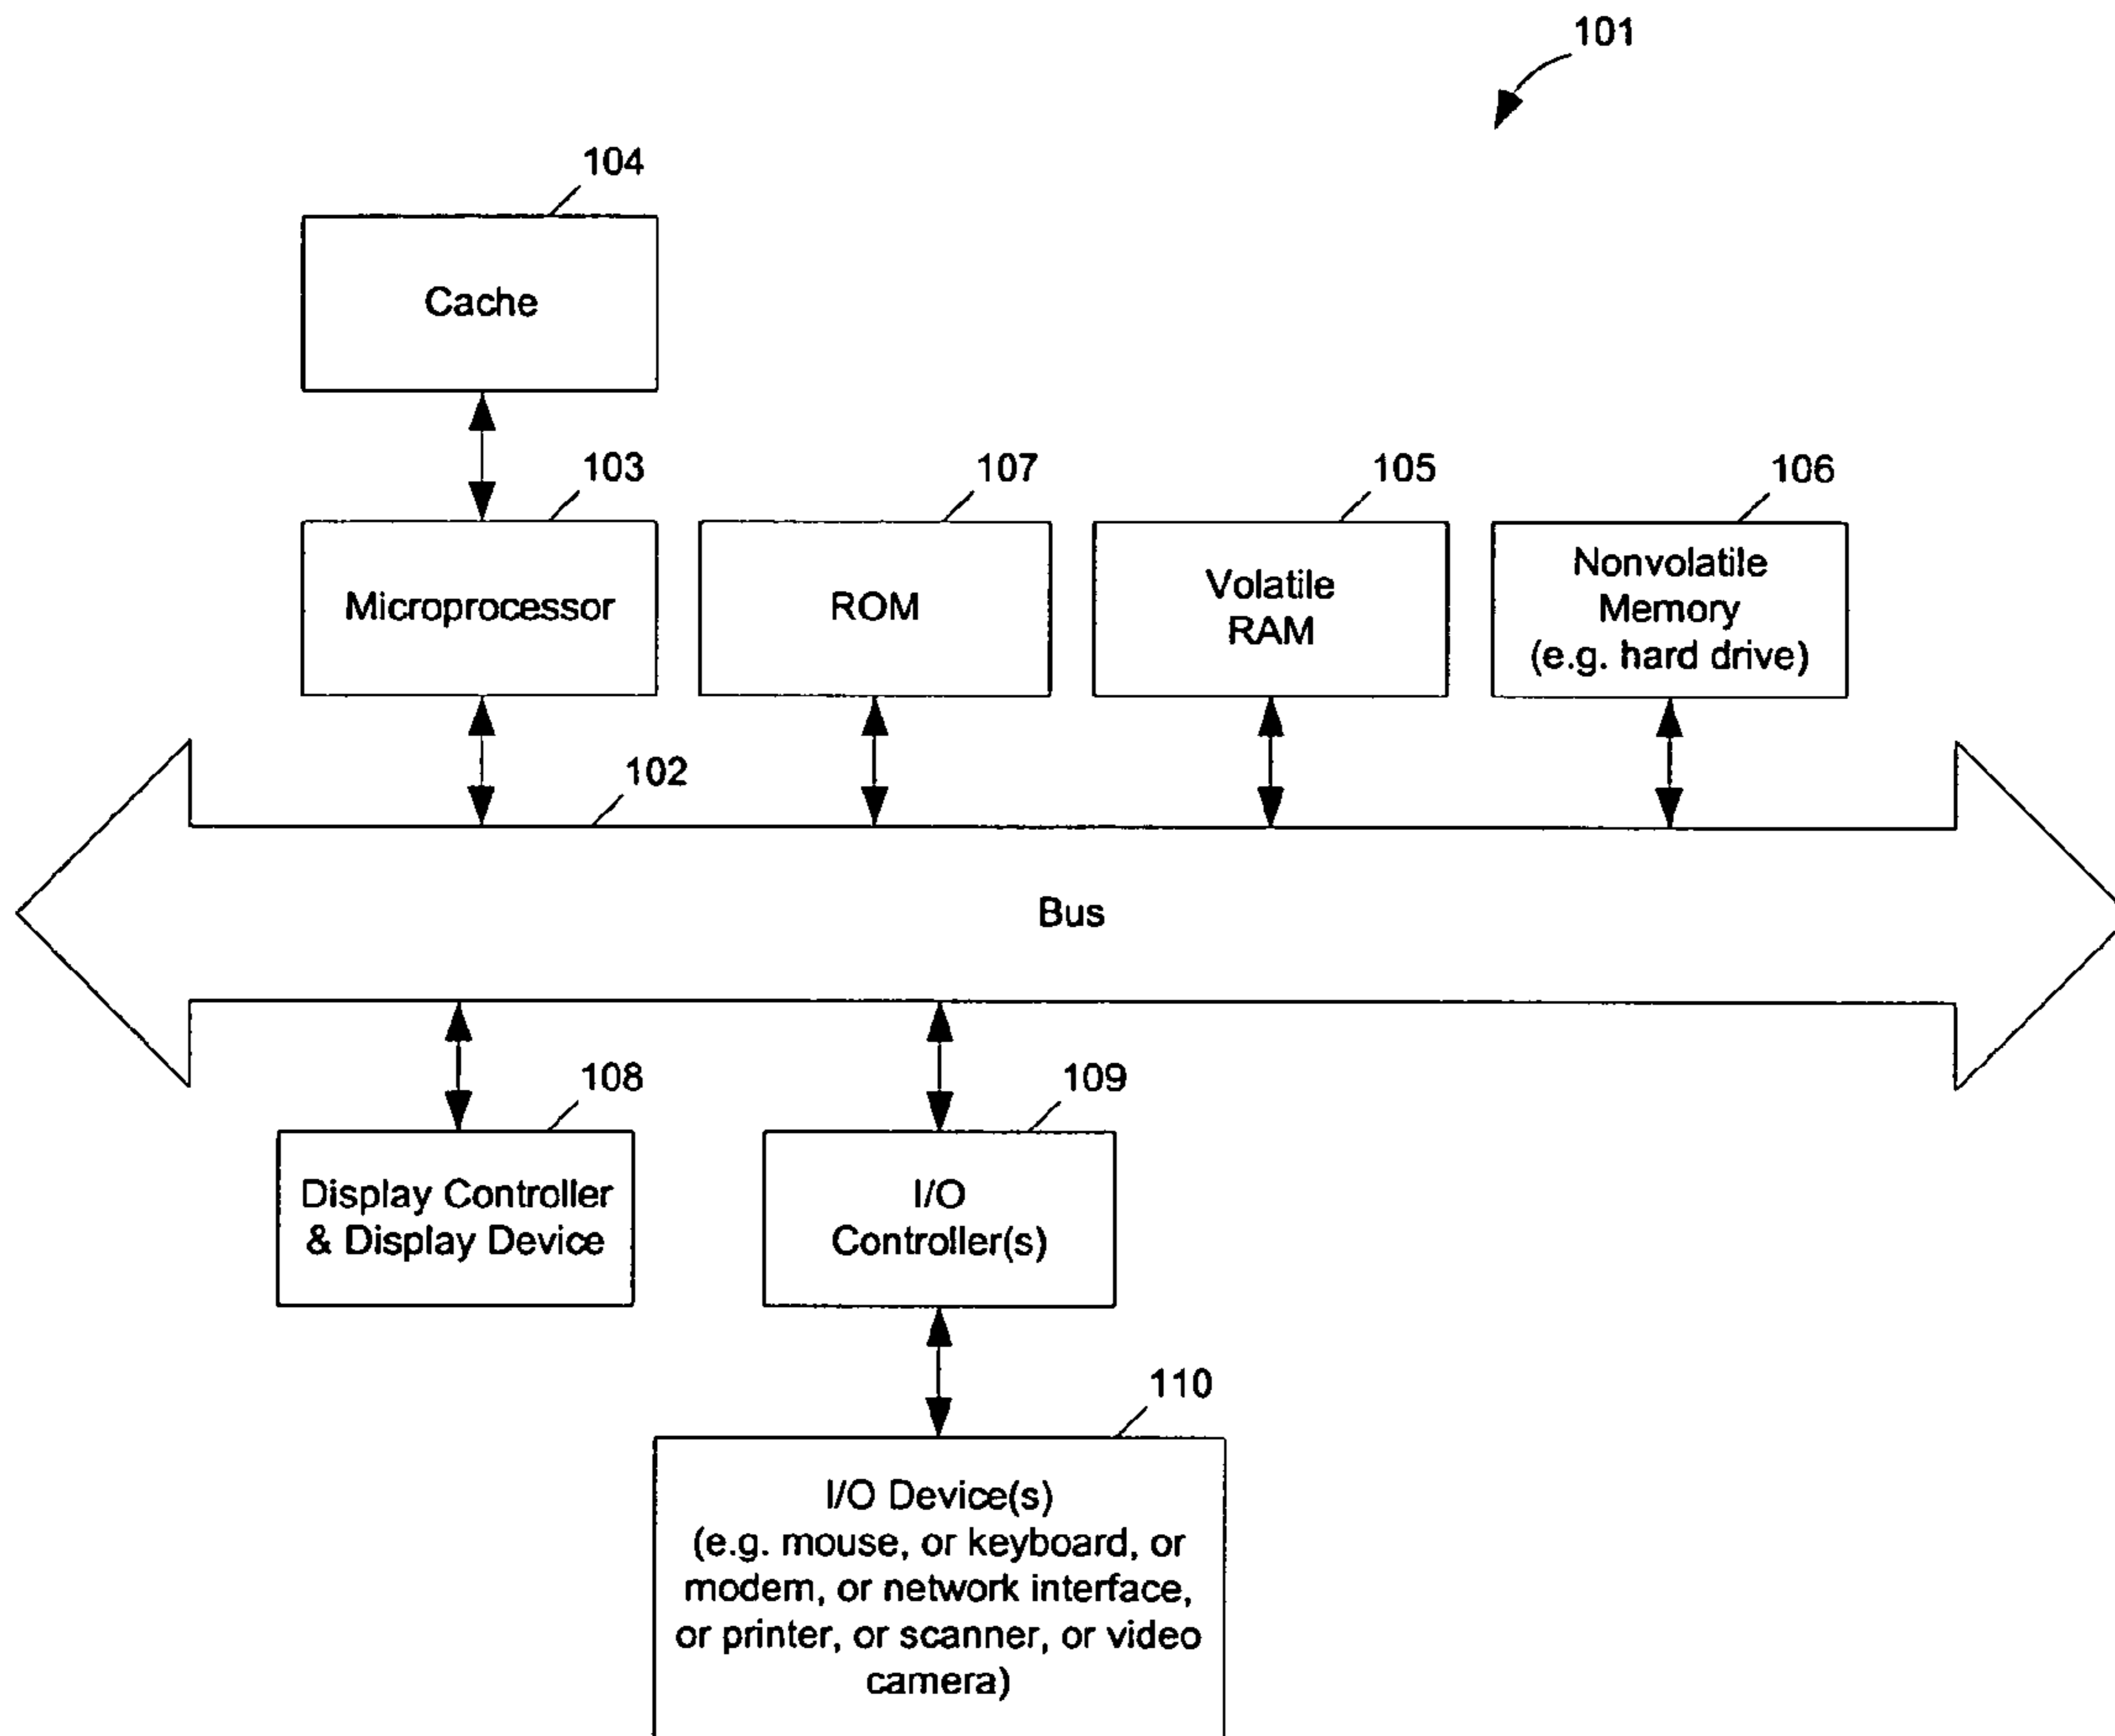 101
104
Cache
103
107
105
106
Microprocessor
ROM
Volatile
RAM
Nonvolatile
Memory
(e.g. hard drive)
102
Bus
108
109
Display Controller
& Display Device
I/O
Controller(s)
110
I/O Device(s)
(e.g. mouse, or keyboard, or
modem, or network interface,
or printer, or scanner, or video
camera)